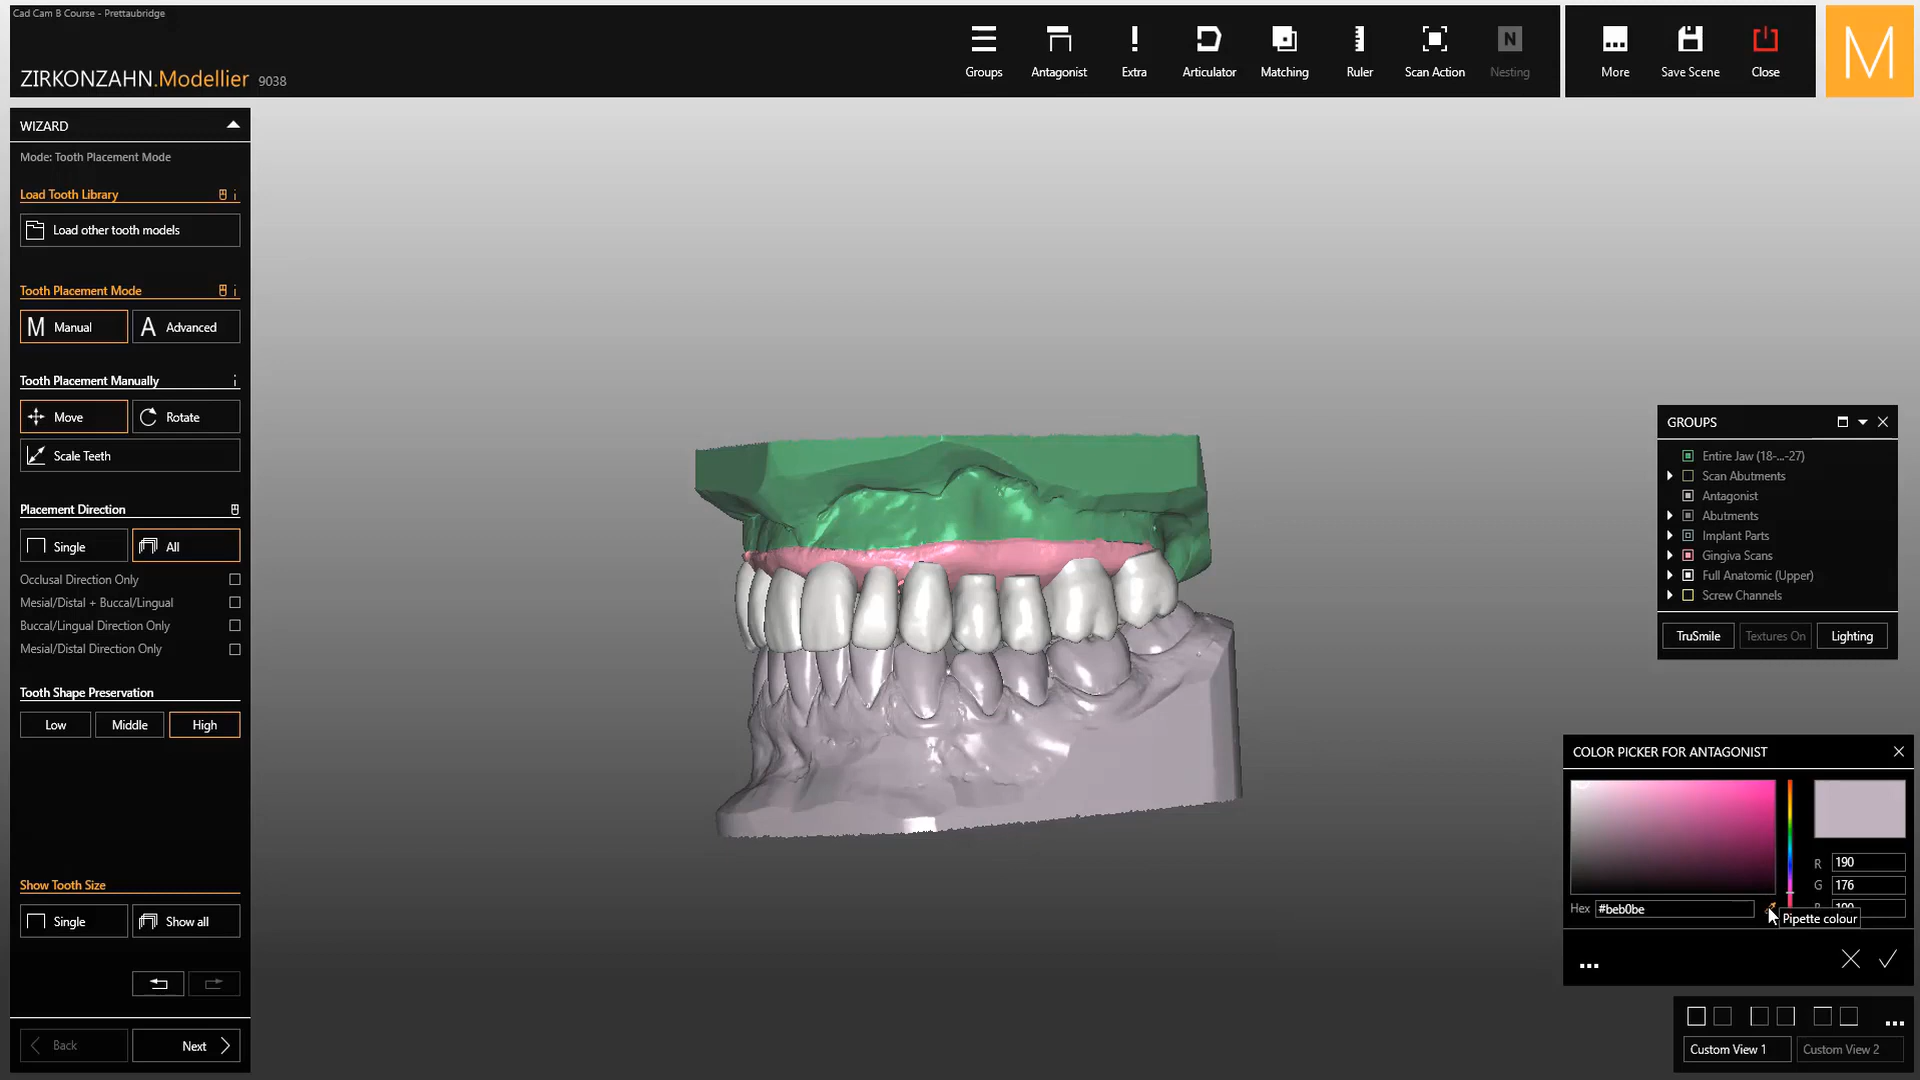 Cad Cam B Course - Prettaubridge
ZIRKONZAHN.Modellier 9038
Groups
Antagonist
Extra
Articulator
Matching
Ruler
Scan Action
N
Nesting
More
Save Scene
Close
M
WIZARD
Mode: Tooth Placement Mode
Load Tooth Library
Load other tooth models
Tooth Placement Mode
M Manual
A Advanced
Tooth Placement Manually
Move
Rotate
Scale Teeth
Placement Direction
Single
All
Occlusal Direction Only
Mesial/Distal + Buccal/Lingual
Buccal/Lingual Direction Only
Mesial/Distal Direction Only
Tooth Shape Preservation
Low
Middle
High
Show Tooth Size
Single
Show all
Back
Next
GROUPS
Entire Jaw (18-...-27)
Scan Abutments
Antagonist
Abutments
Implant Parts
Gingiva Scans
Full Anatomic (Upper)
Screw Channels
TruSmile
Textures On
Lighting
COLOR PICKER FOR ANTAGONIST
R 190
G 176
Hex #beb0be
Pipette colour
...
...
Custom View 1
Custom View 2